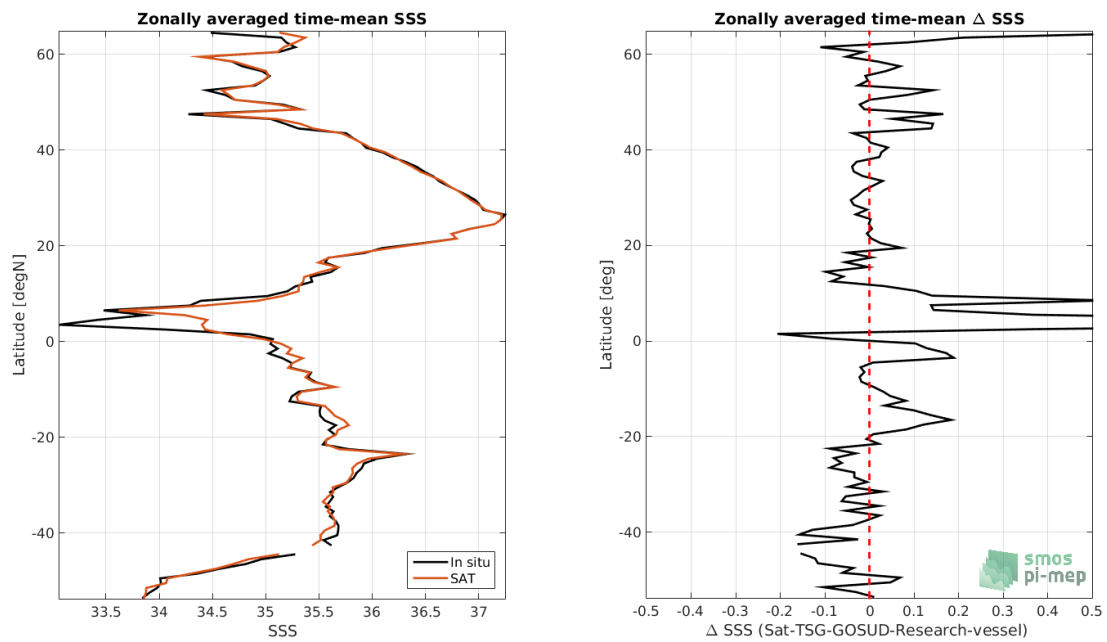 Zonally averaged time-mean SSS
60
40
20
0
-20
-40
Latitude [degN]
33.5 34 34.5 35 35.5 36 36.5 37
SSS
In situ
SAT
Zonally averaged time-mean Δ SSS
60
40
20
0
-20
-40
Latitude [deg]
-0.5 -0.4 -0.3 -0.2 -0.1 0 0.1 0.2 0.3 0.4 0.5
Δ SSS (Sat-TSG-GOSUD-Research-vessel)
smos
pi-mep